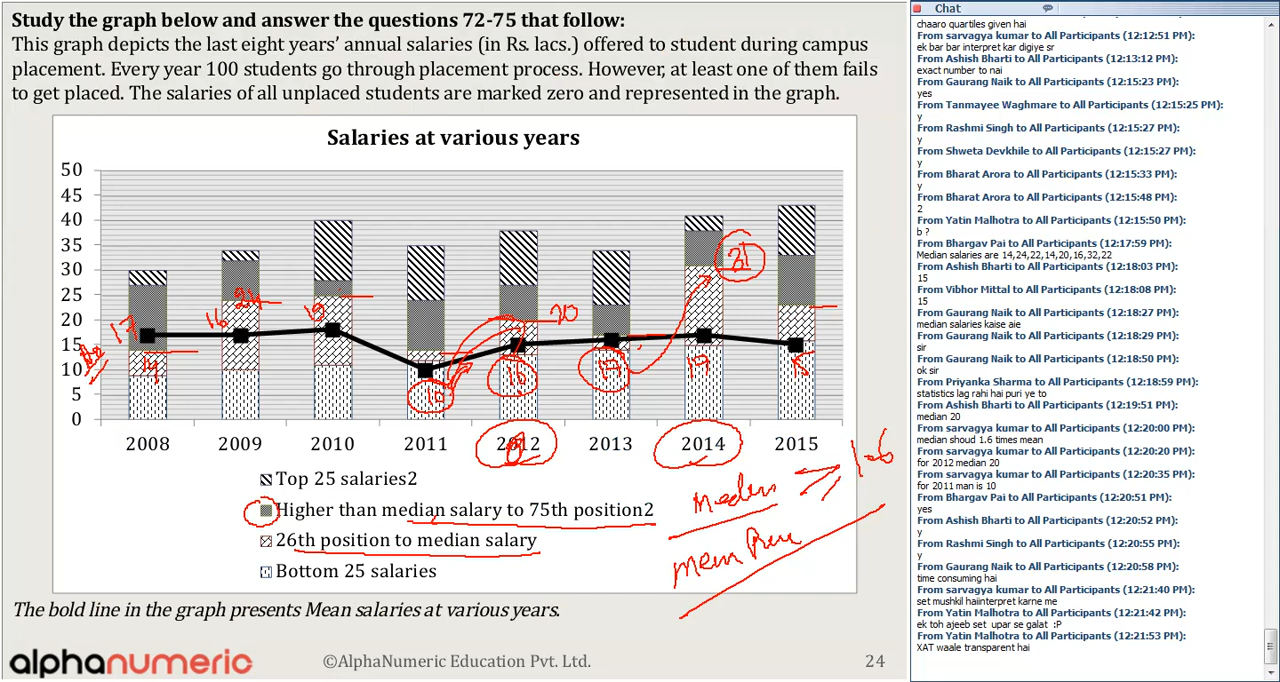 Study the graph below and answer the questions 72-75 that follow:
This graph depicts the last eight years' annual salaries (in Rs. lacs.) offered to student during campus
placement. Every year 100 students go through placement process. However, at least one of them fails
to get placed. The salaries of all unplaced students are marked zero and represented in the graph.
Salaries at various years
50
45
40
35
30
25
20
15
10
5
0
17
14
16
24
19
10
16
20
17
19
31
15
2008 2009 2010 2011 2012 2013 2014 2015
Top 25 salaries2
Higher than median salary to 75th position2
26th position to median salary
Bottom 25 salaries
Median
1.6
The bold line in the graph presents Mean salaries at various years.
alphanumeric
©AlphaNumeric Education Pvt. Ltd.
24
Chat
chaaro quartiles given hai
From sarvagya kumar to All Participants (12:12:51 PM):
ek bar bar interpret kar digiye sr
From Ashish Bharti to All Participants (12:13:12 PM):
exact number to nai
From Gaurang Naik to All Participants (12:15:23 PM):
yes
From Tanmayee Waghmare to All Participants (12:15:25 PM):
y
From Rashmi Singh to All Participants (12:15:27 PM):
y
From Shweta Devkhile to All Participants (12:15:27 PM):
y
From Bharat Arora to All Participants (12:15:33 PM):
y
From Bharat Arora to All Participants (12:15:48 PM):
2
From Yatin Malhotra to All Participants (12:15:50 PM):
b ?
From Bhargav Pai to All Participants (12:17:59 PM):
Median salaries are 14,24,22,14,20,16,32,22
From Ashish Bharti to All Participants (12:18:03 PM):
15
From Vibhor Mittal to All Participants (12:18:08 PM):
15
From Gaurang Naik to All Participants (12:18:27 PM):
median salaries kaise aie
From Gaurang Naik to All Participants (12:18:29 PM):
sir
From Gaurang Naik to All Participants (12:18:50 PM):
ok sir
From Priyanka Sharma to All Participants (12:18:59 PM):
statistics lag rahi hai puri ye to
From Ashish Bharti to All Participants (12:19:51 PM):
median 20
From sarvagya kumar to All Participants (12:20:00 PM):
median shoud 1.6 times mean
From sarvagya kumar to All Participants (12:20:20 PM):
for 2012 median 20
From sarvagya kumar to All Participants (12:20:35 PM):
for 2011 man is 10
From Bhargav Pai to All Participants (12:20:51 PM):
yes
From Ashish Bharti to All Participants (12:20:52 PM):
y
From Rashmi Singh to All Participants (12:20:55 PM):
y
From Gaurang Naik to All Participants (12:20:58 PM):
time consuming hai
From sarvagya kumar to All Participants (12:21:40 PM):
set mushkil haiinterpret karne me
From Yatin Malhotra to All Participants (12:21:42 PM):
ek toh ajeeb set upar se galat :P
From Yatin Malhotra to All Participants (12:21:53 PM):
XAT waale transparent hai